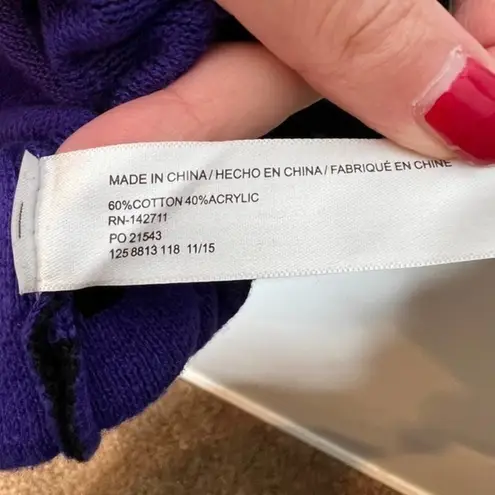 MADE IN CHINA/HECHO EN CHINA/FABRIQUÉ EN CHINE
60%COTTON 40%ACRYLIC
RN-142711
PO 21543
125 8813 118 11/15